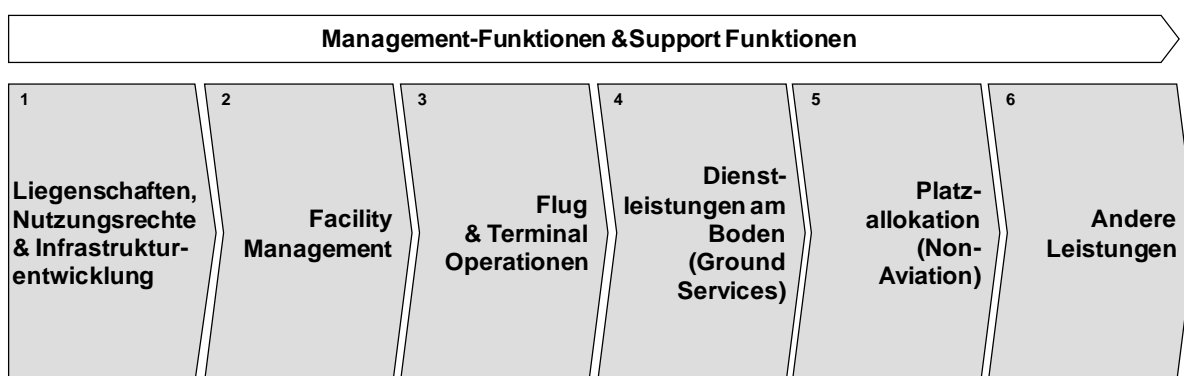 Management-Funktionen &Support Funktionen
1
Liegenschaften,
Nutzungsrechte
& Infrastruktur-
entwicklung
2
Facility
Management
3
Flug
& Terminal
Operationen
4
Dienst-
leistungen am
Boden
(Ground
Services)
5
Platz-
allokation
(Non-
Aviation)
6
Andere
Leistungen